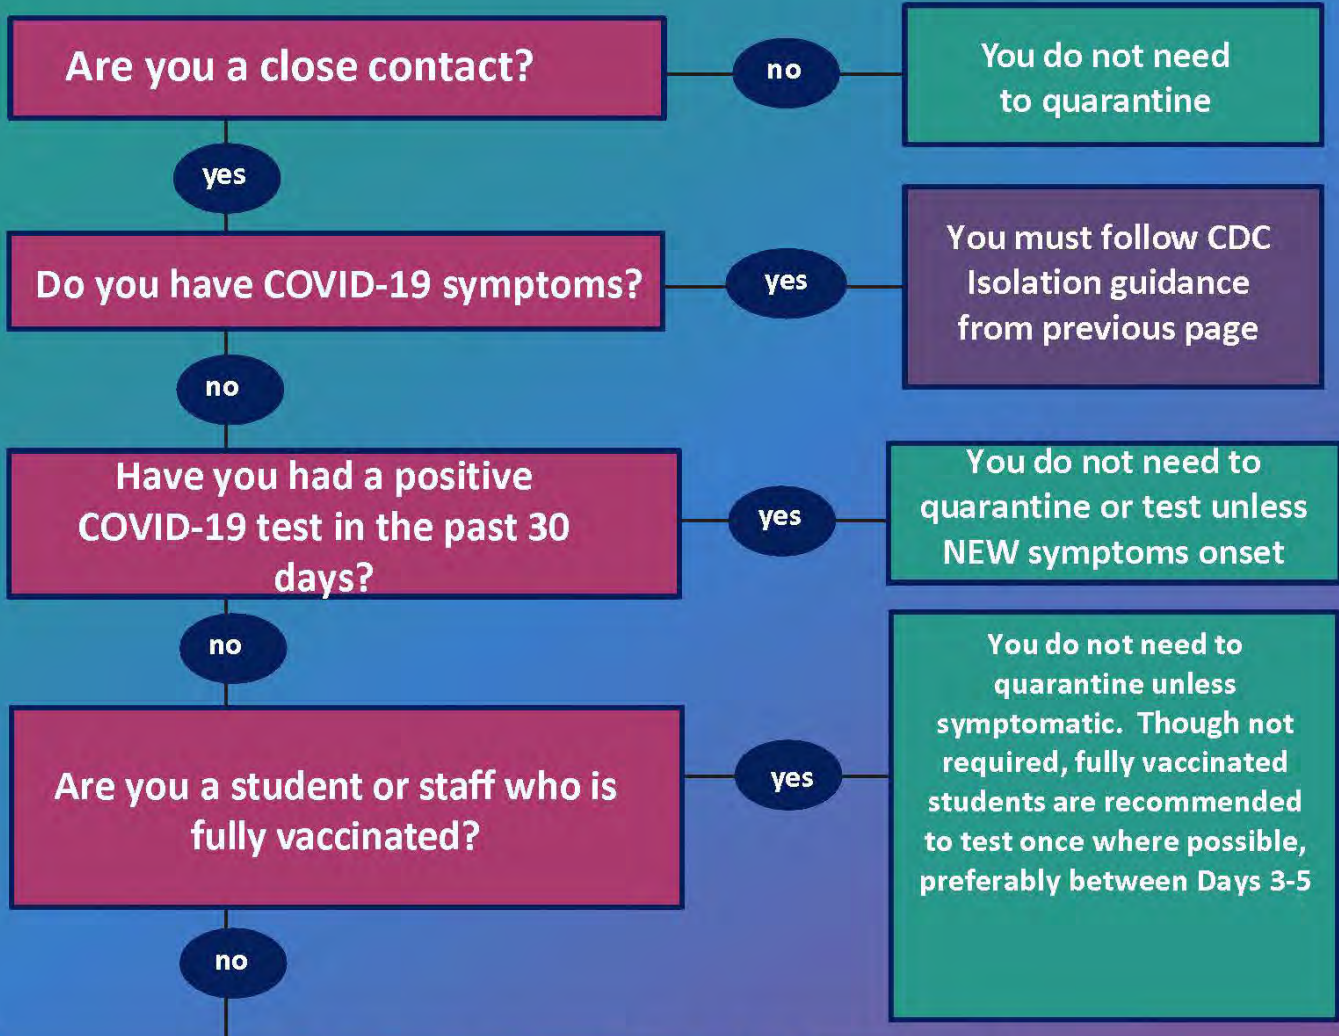 Are you a close contact?
no
You do not need
to quarantine
yes
Do you have COVID-19 symptoms?
yes
You must follow CDC
Isolation guidance
from previous page
no
Have you had a positive
COVID-19 test in the past 30
days?
yes
You do not need to
quarantine or test unless
NEW symptoms onset
no
Are you a student or staff who is
fully vaccinated?
yes
You do not need to
quarantine unless
symptomatic.  Though not
required, fully vaccinated
students are recommended
to test once where possible,
preferably between Days 3-5
no